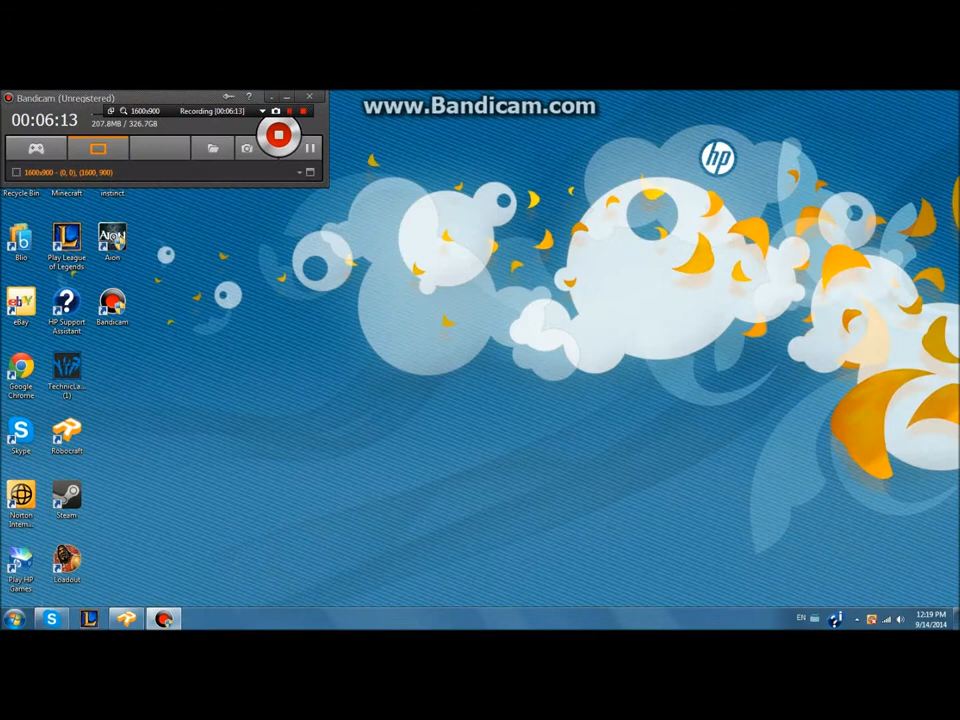 Bandicam (Unregistered)
?
www.Bandicam.com
1600x900 Recording [00:06:13]
00:06:13
207.8MB / 326.7GB
1600x900 - (0, 0), (1600, 900)
hp
Recycle Bin
Minecraft
instinct.
Blio
Play League
of Legends
AION
Aion
eBay
HP Support
Assistant
Bandicam
Google
Chrome
TechnicLa...
(1)
Skype
Robocraft
Norton
Intern...
Steam
Play HP
Games
Loadout
EN
12:19 PM
9/14/2014